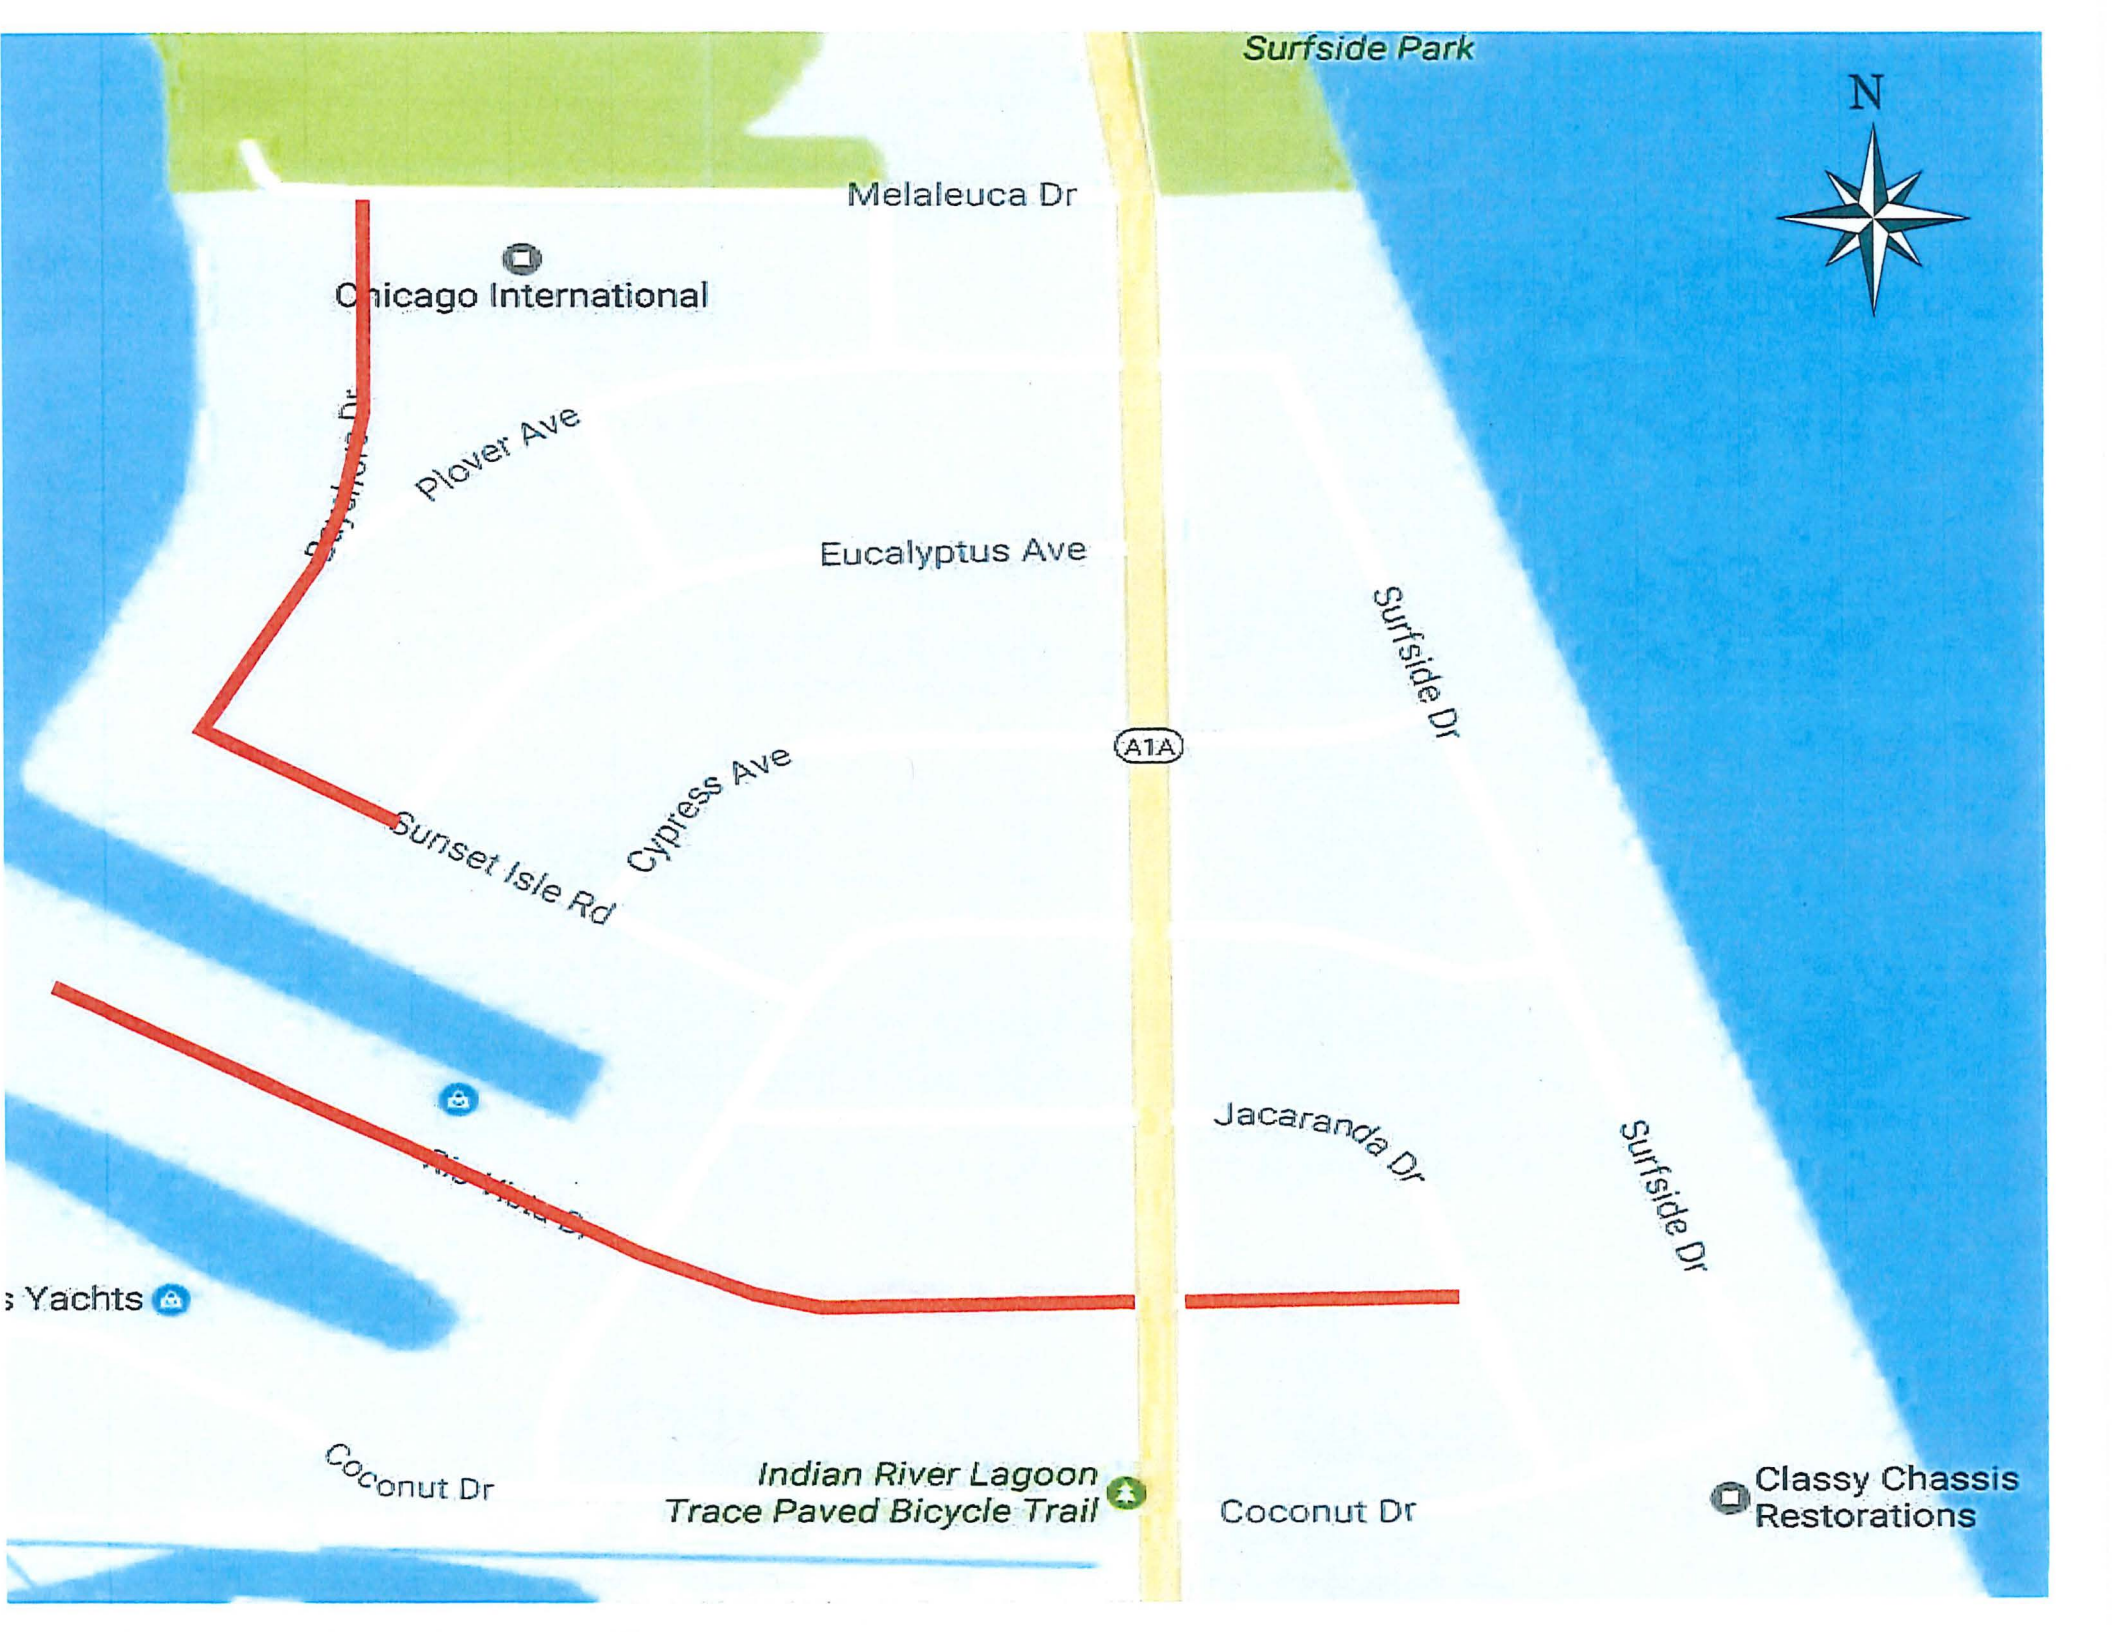 Surfside Park
N
Melaleuca Dr
Chicago International
Dr
Plover Ave
Eucalyptus Ave
Surfside Dr
A1A
Cypress Ave
Sunset Isle Rd
Jacaranda Dr
Surfside Dr
s Yachts
Coconut Dr
Indian River Lagoon
Trace Paved Bicycle Trail
Coconut Dr
Classy Chassis
Restorations